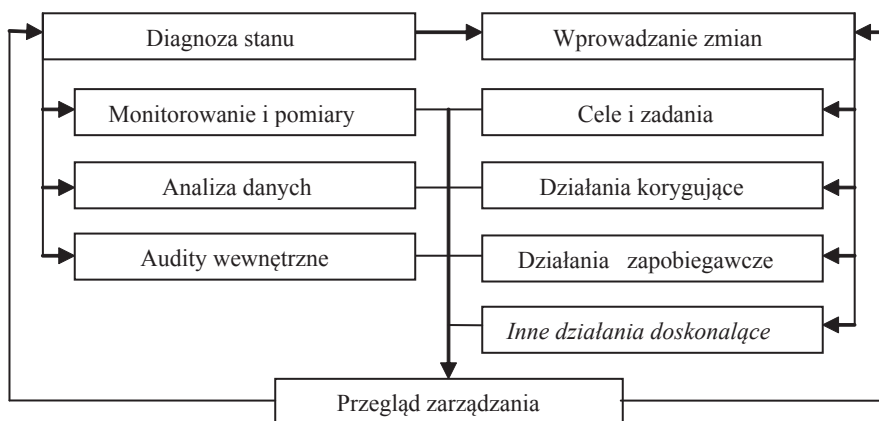 Diagnoza stanu
Wprowadzanie zmian
Monitorowanie i pomiary
Cele i zadania
Analiza danych
Działania korygujące
Audity wewnętrzne
Działania zapobiegawcze
Inne działania doskonalące
Przegląd zarządzania